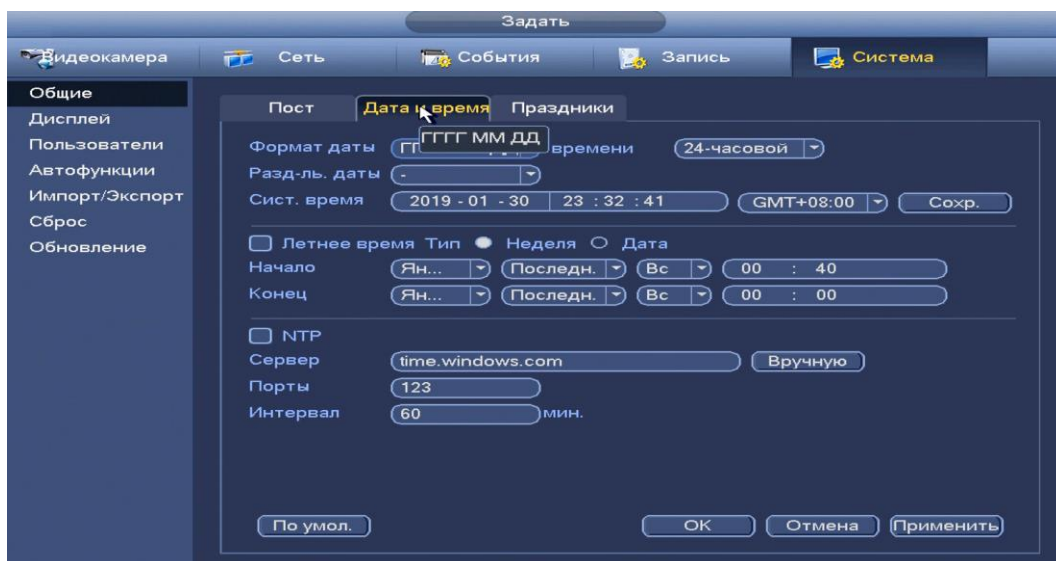 Задать
Видеокамера Сеть События Запись Система
Общие
Дисплей
Пользователи
Автофункции
Импорт/Экспорт
Сброс
Обновление
Пост Дата и время Праздники
ГГГГ ММ ДД
Формат даты времени 24-часовой
Разд-ль. даты -
Сист. время 2019 - 01 - 30 23 : 32 : 41 GMT+08:00 Сохр.
Летнее время Тип Неделя Дата
Начало Ян... Последн. Вс 00 : 40
Конец Ян... Последн. Вс 00 : 00
NTP
Сервер time.windows.com Вручную
Порты 123
Интервал 60 мин.
По умол. OK Отмена Применить